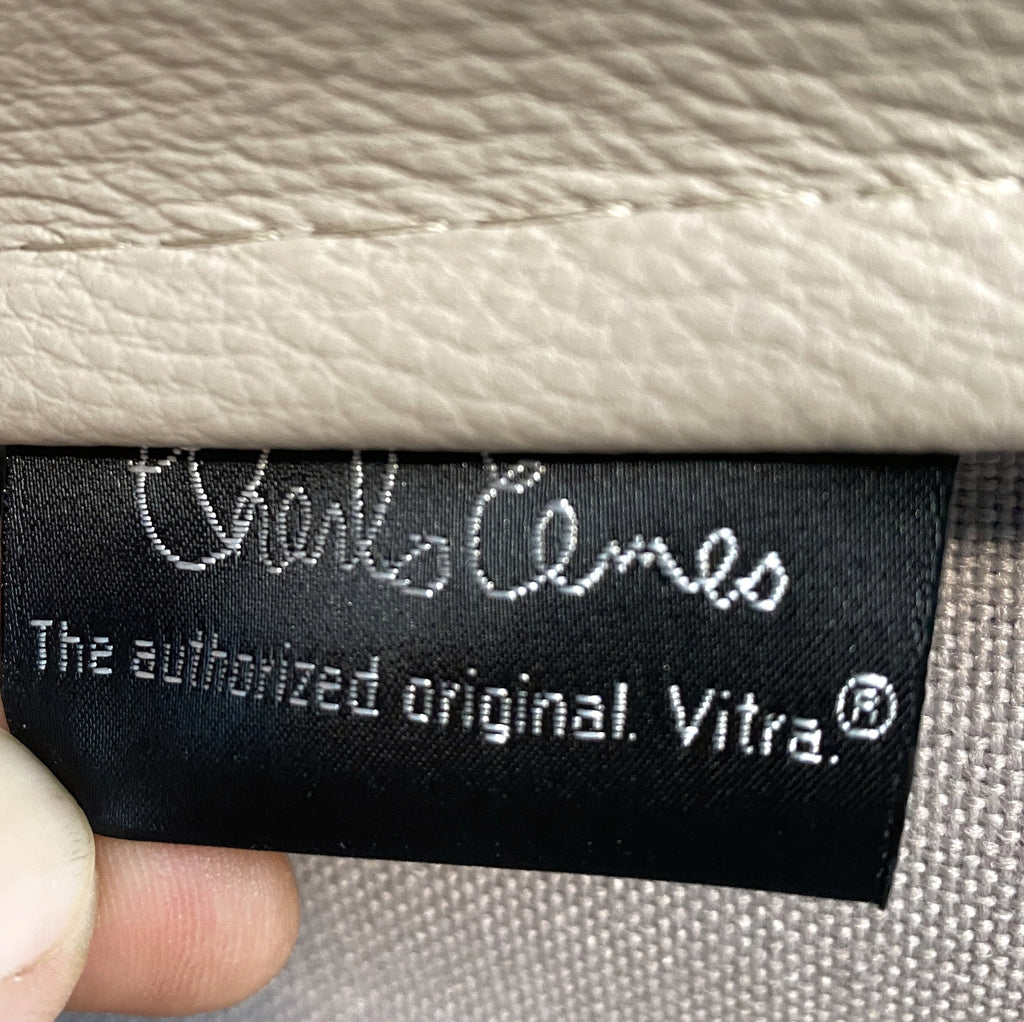 Charles Eames
The authorized original. Vitra.®